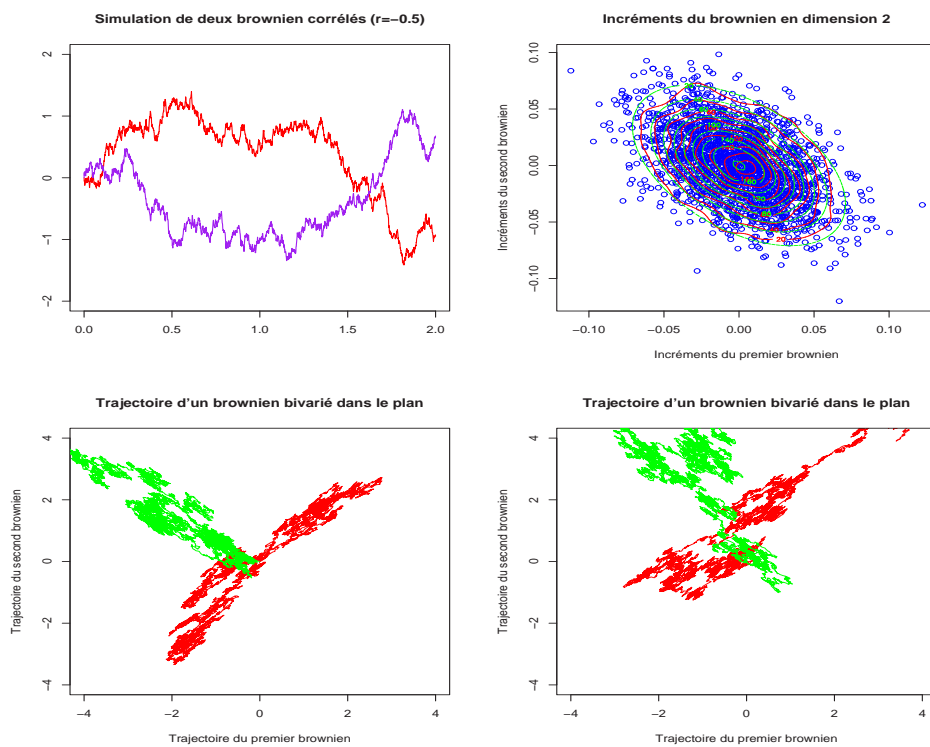 Simulation de deux brownien corrélés (r=−0.5)
2
1
0
−1
−2
0.0 0.5 1.0 1.5 2.0
Incréments du brownien en dimension 2
Incréments du second brownien
0.10
0.05
0.00
−0.05
−0.10
−0.10 −0.05 0.00 0.05 0.10
Incréments du premier brownien
Trajectoire d'un brownien bivarié dans le plan
Trajectoire du second brownien
4
2
0
−2
−4
−4 −2 0 2 4
Trajectoire du premier brownien
Trajectoire d'un brownien bivarié dans le plan
Trajectoire du second brownien
4
2
0
−2
−4
−4 −2 0 2 4
Trajectoire du premier brownien